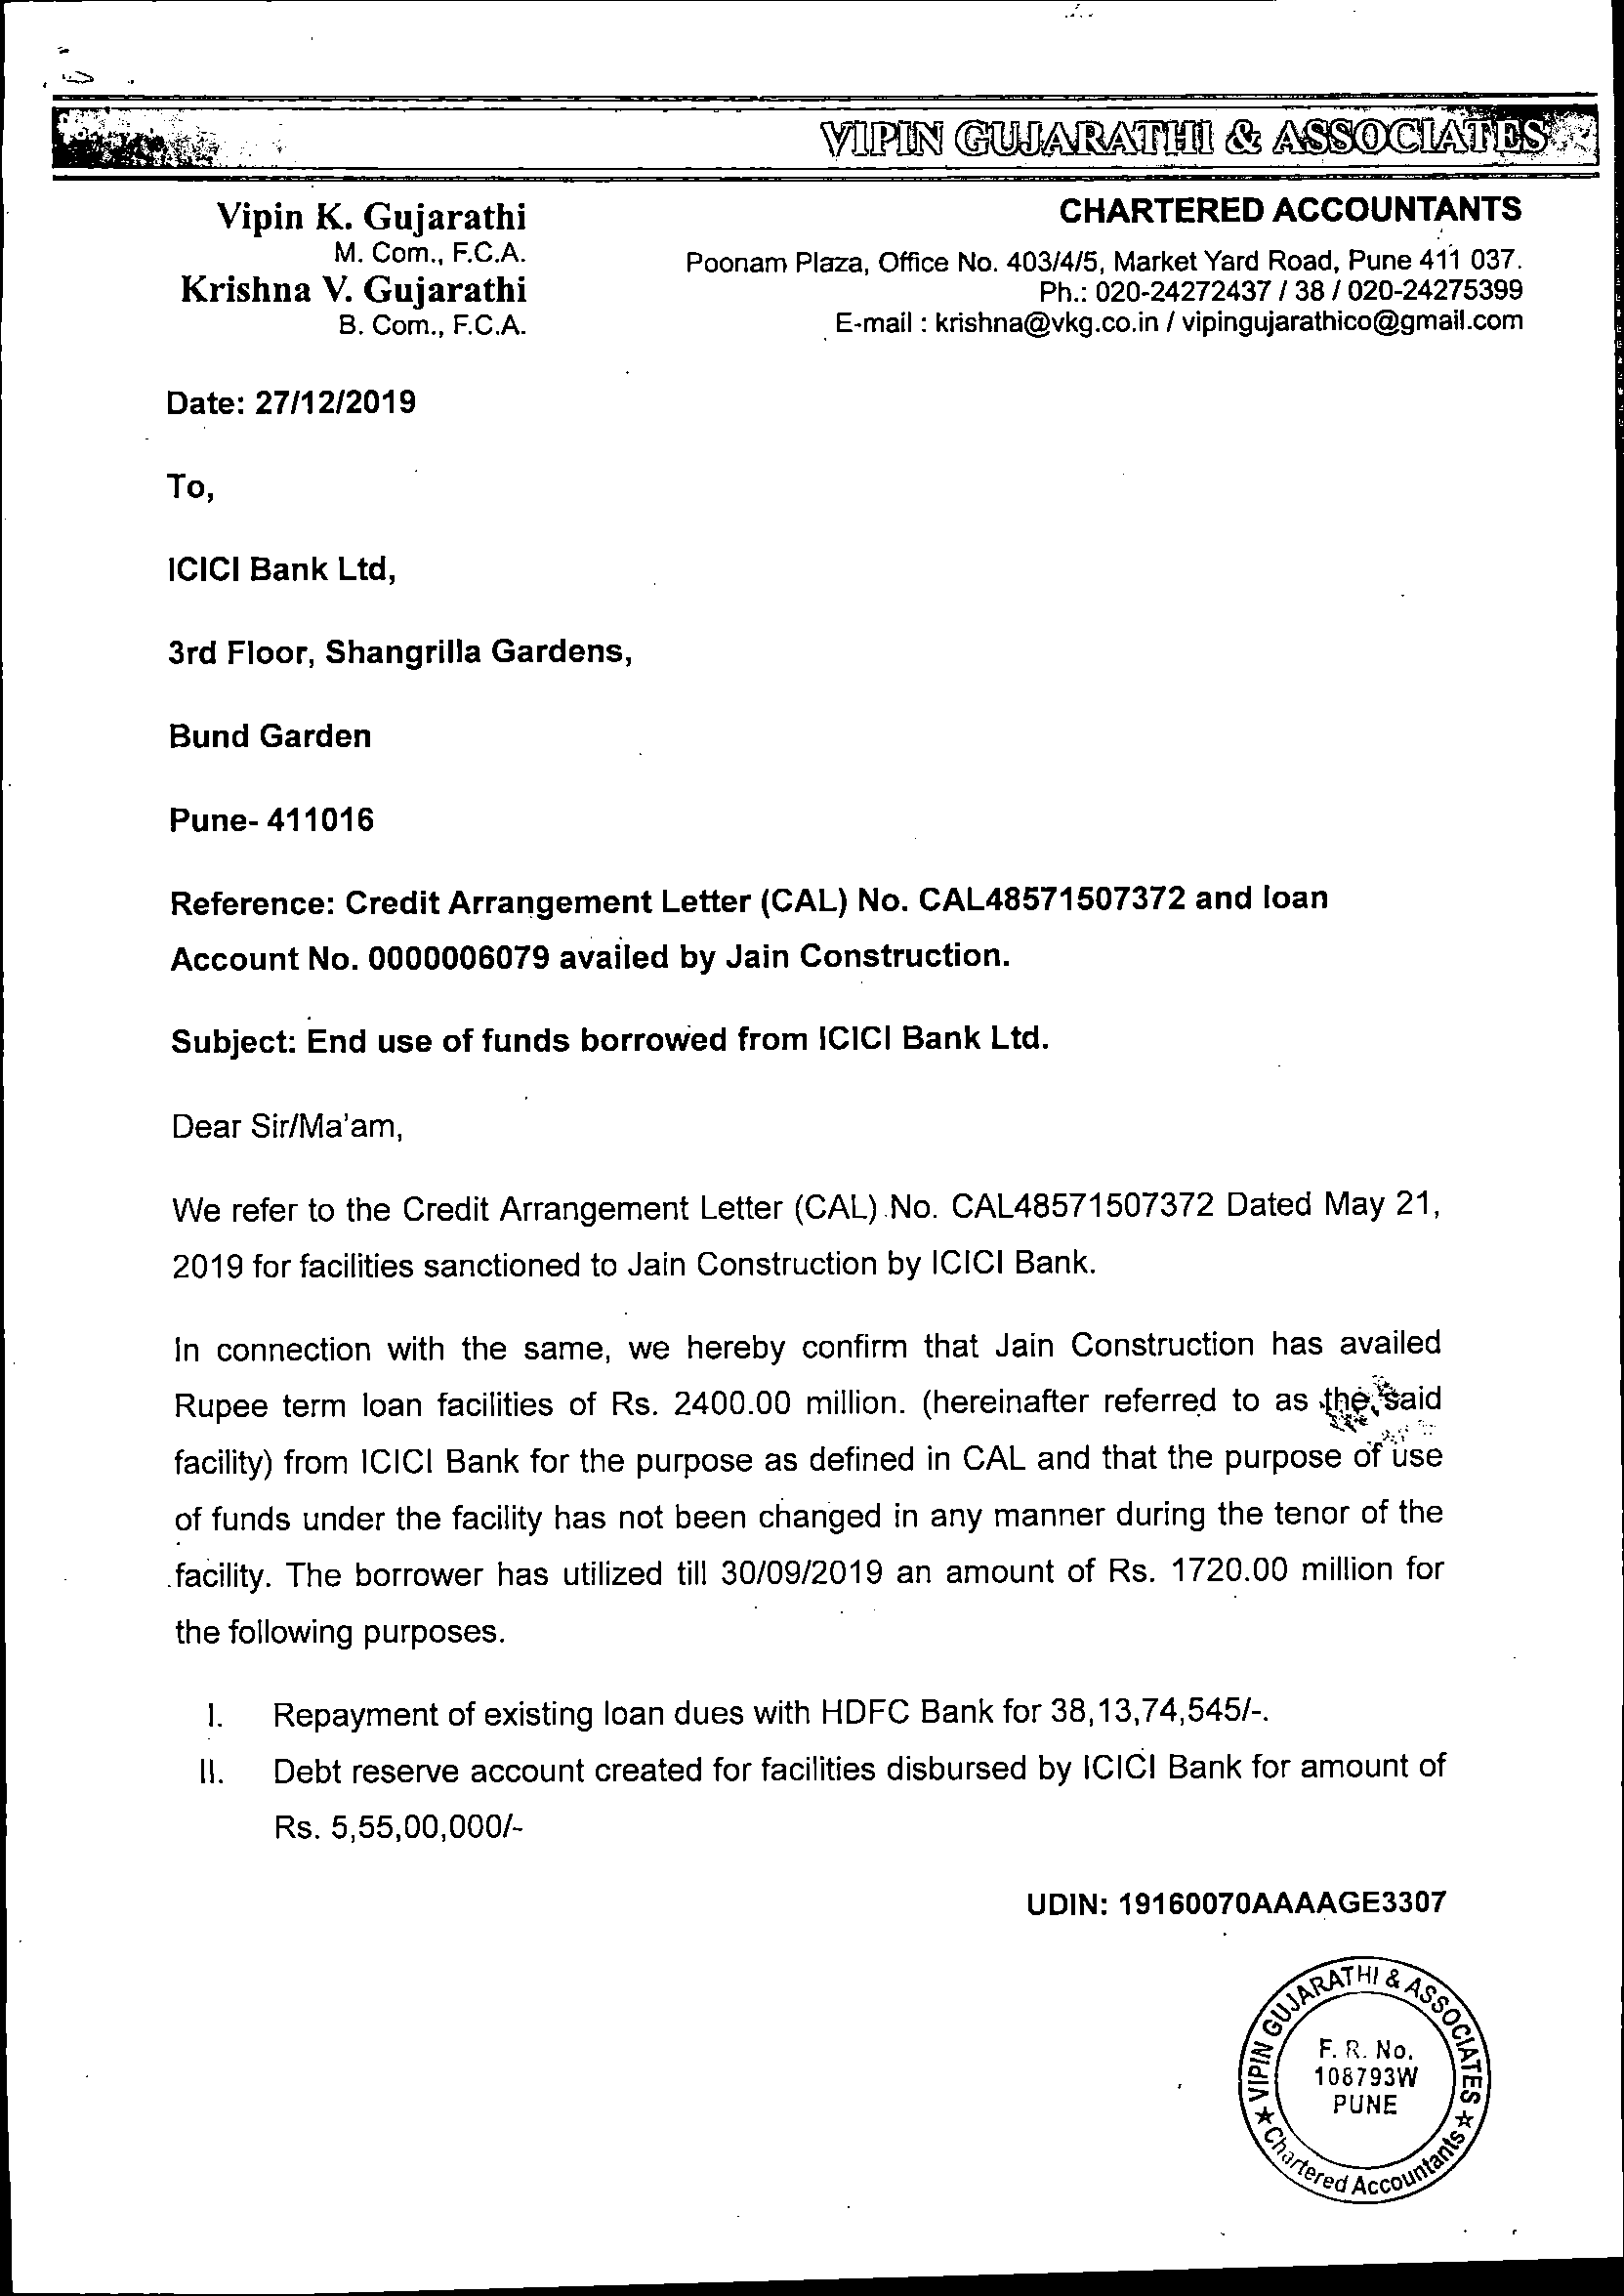 VIPIN GUJARATHI & ASSOCIATES
Vipin K. Gujarathi
M. Com., F.C.A.
Krishna V. Gujarathi
B. Com., F.C.A.
CHARTERED ACCOUNTANTS
Poonam Plaza, Office No. 403/4/5, Market Yard Road, Pune 411 037.
Ph.: 020-24272437 / 38 / 020-24275399
E-mail : krishna@vkg.co.in / vipingujarathico@gmail.com
Date: 27/12/2019
To,
ICICI Bank Ltd,
3rd Floor, Shangrilla Gardens,
Bund Garden
Pune- 411016
Reference: Credit Arrangement Letter (CAL) No. CAL48571507372 and loan
Account No. 0000006079 availed by Jain Construction.
Subject: End use of funds borrowed from ICICI Bank Ltd.
Dear Sir/Ma'am,
We refer to the Credit Arrangement Letter (CAL) No. CAL48571507372 Dated May 21,
2019 for facilities sanctioned to Jain Construction by ICICI Bank.
In connection with the same, we hereby confirm that Jain Construction has availed
Rupee term loan facilities of Rs. 2400.00 million. (hereinafter referred to as the said
facility) from ICICI Bank for the purpose as defined in CAL and that the purpose of use
of funds under the facility has not been changed in any manner during the tenor of the
facility. The borrower has utilized till 30/09/2019 an amount of Rs. 1720.00 million for
the following purposes.
I. Repayment of existing loan dues with HDFC Bank for 38,13,74,545/-.
II. Debt reserve account created for facilities disbursed by ICICI Bank for amount of
Rs. 5,55,00,000/-
UDIN: 19160070AAAAGE3307
VIPIN GUJARATHI & ASSOCIATES
F. R. No.
108793W
PUNE
★ Chartered Accountants ★